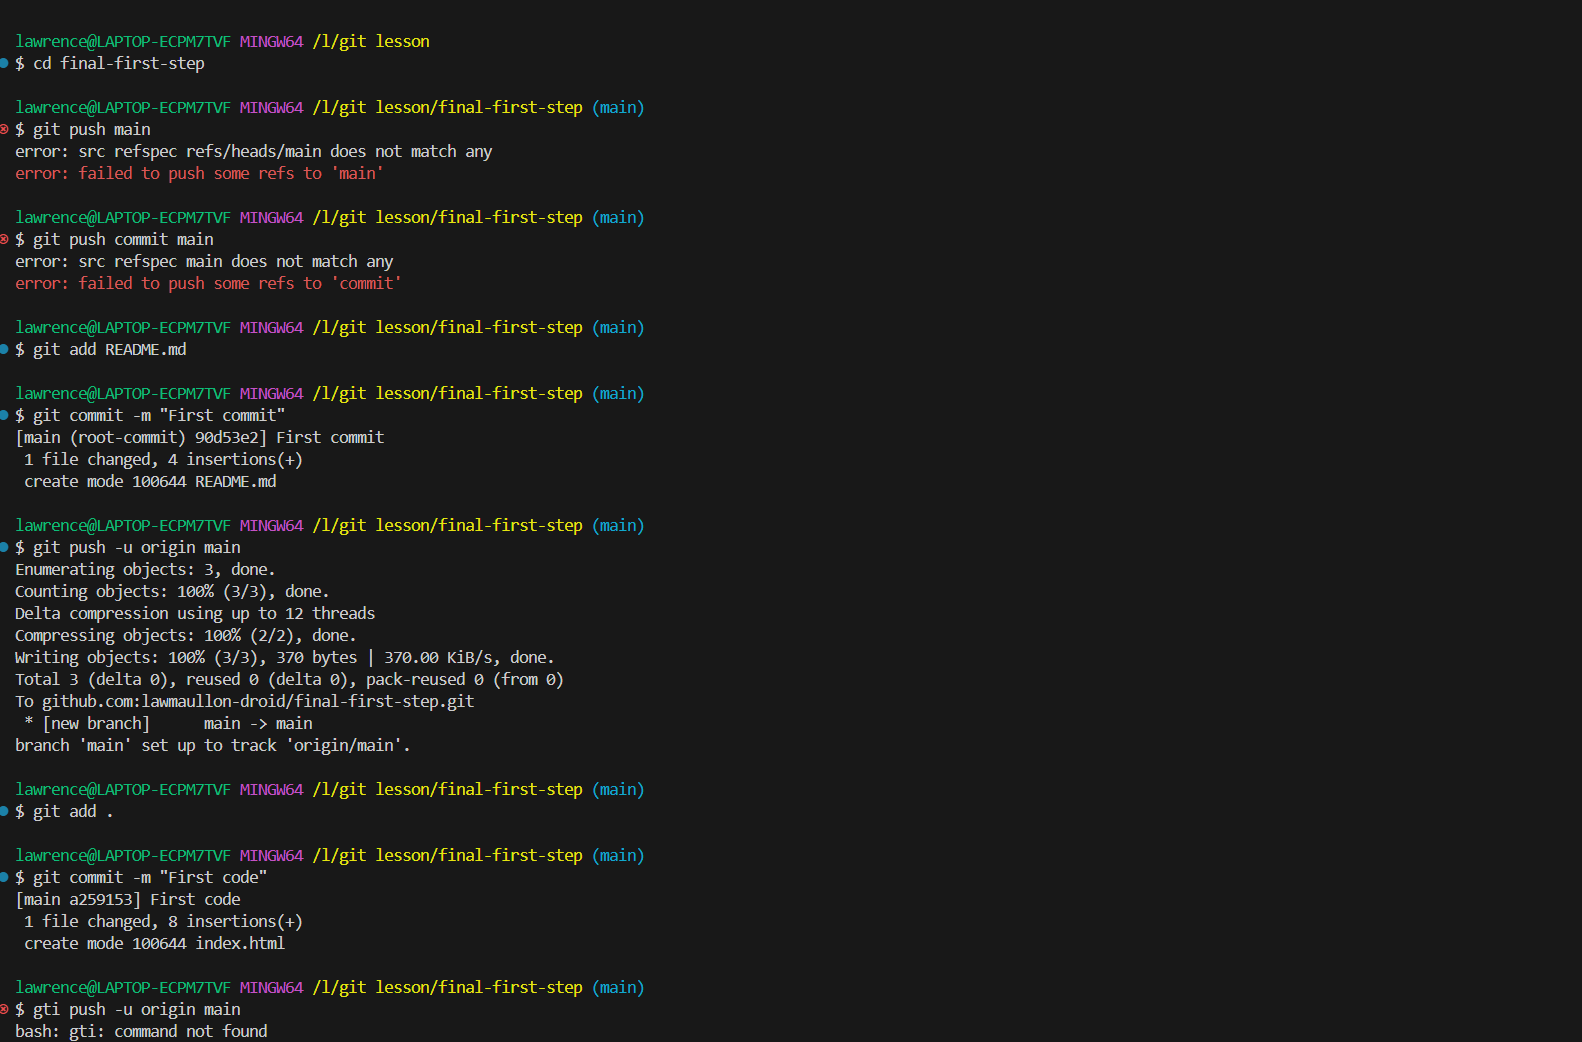 lawrence@LAPTOP-ECPM7TVF MINGW64 /l/git lesson
$ cd final-first-step
lawrence@LAPTOP-ECPM7TVF MINGW64 /l/git lesson/final-first-step (main)
$ git push main
error: src refspec refs/heads/main does not match any
error: failed to push some refs to 'main'
lawrence@LAPTOP-ECPM7TVF MINGW64 /l/git lesson/final-first-step (main)
$ git push commit main
error: src refspec main does not match any
error: failed to push some refs to 'commit'
lawrence@LAPTOP-ECPM7TVF MINGW64 /l/git lesson/final-first-step (main)
$ git add README.md
lawrence@LAPTOP-ECPM7TVF MINGW64 /l/git lesson/final-first-step (main)
$ git commit -m "First commit"
[main (root-commit) 90d53e2] First commit
 1 file changed, 4 insertions(+)
 create mode 100644 README.md
lawrence@LAPTOP-ECPM7TVF MINGW64 /l/git lesson/final-first-step (main)
$ git push -u origin main
Enumerating objects: 3, done.
Counting objects: 100% (3/3), done.
Delta compression using up to 12 threads
Compressing objects: 100% (2/2), done.
Writing objects: 100% (3/3), 370 bytes | 370.00 KiB/s, done.
Total 3 (delta 0), reused 0 (delta 0), pack-reused 0 (from 0)
To github.com:lawmaullon-droid/final-first-step.git
 * [new branch]      main -> main
branch 'main' set up to track 'origin/main'.
lawrence@LAPTOP-ECPM7TVF MINGW64 /l/git lesson/final-first-step (main)
$ git add .
lawrence@LAPTOP-ECPM7TVF MINGW64 /l/git lesson/final-first-step (main)
$ git commit -m "First code"
[main a259153] First code
 1 file changed, 8 insertions(+)
 create mode 100644 index.html
lawrence@LAPTOP-ECPM7TVF MINGW64 /l/git lesson/final-first-step (main)
$ gti push -u origin main
bash: gti: command not found